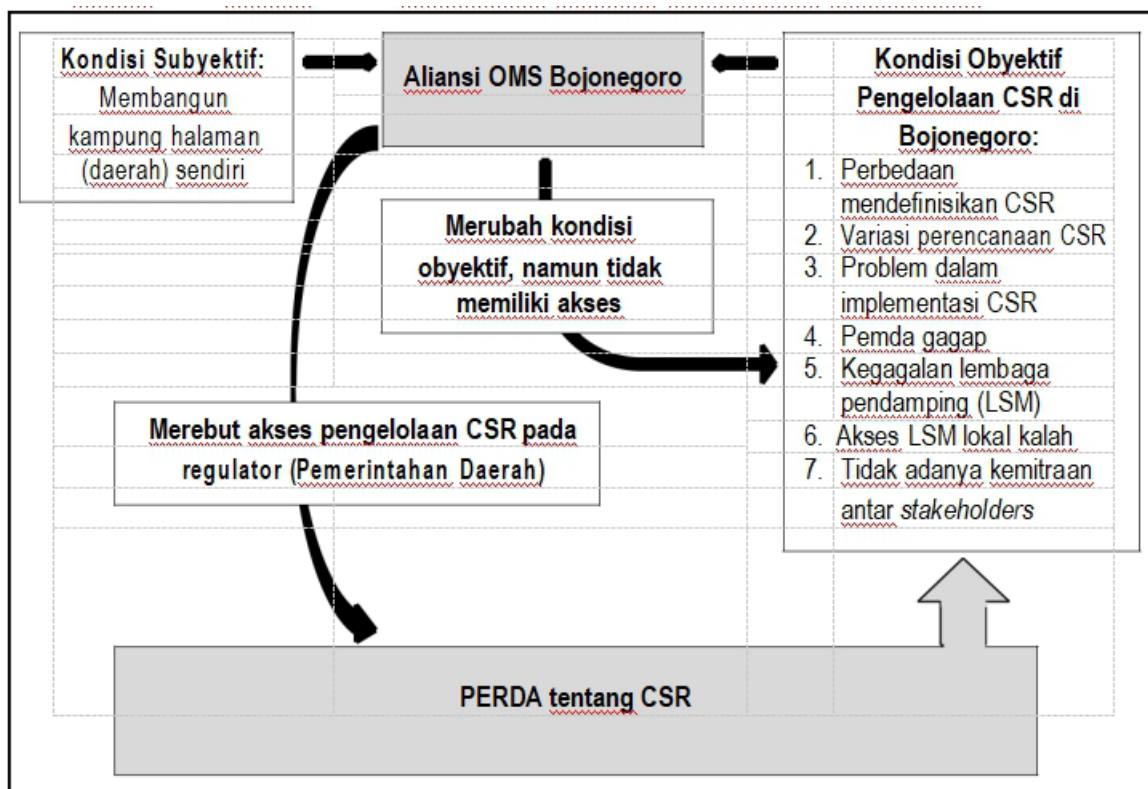 Kondisi Subyektif:
Membangun
kampung halaman
(daerah) sendiri
Aliansi OMS Bojonegoro
Kondisi Obyektif
Pengelolaan CSR di
Bojonegoro:
1. Perbedaan
mendefinisikan CSR
2. Variasi perencanaan CSR
3. Problem dalam
implementasi CSR
4. Pemda gagap
5. Kegagalan lembaga
pendamping (LSM)
6. Akses LSM lokal kalah
7. Tidak adanya kemitraan
antar stakeholders
Merubah kondisi
obyektif, namun tidak
memiliki akses
Merebut akses pengelolaan CSR pada
regulator (Pemerintahan Daerah)
PERDA tentang CSR